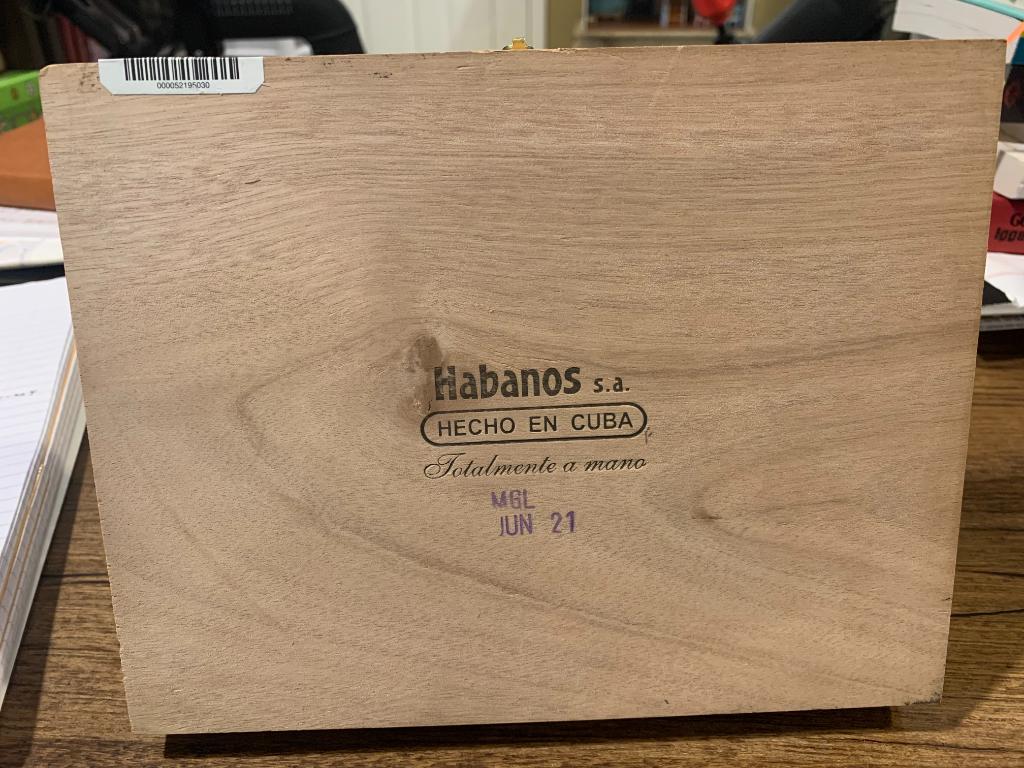 000052195030
Habanos s.a.
HECHO EN CUBA
Totalmente a mano
MGL
JUN 21